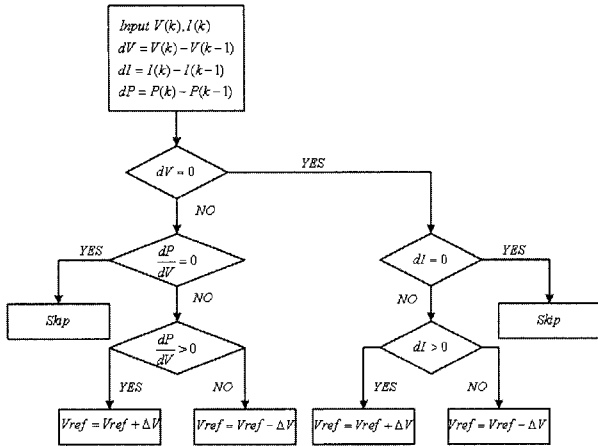 Input V(k), I(k)
dV = V(k) − V(k−1)
dI = I(k) − I(k−1)
dP = P(k) − P(k−1)
dV = 0
YES
NO
YES
dP/dV = 0
NO
Skip
dI = 0
YES
NO
Skip
dP/dV > 0
YES
NO
dI > 0
YES
NO
Vref = Vref + ΔV
Vref = Vref − ΔV
Vref = Vref + ΔV
Vref = Vref − ΔV